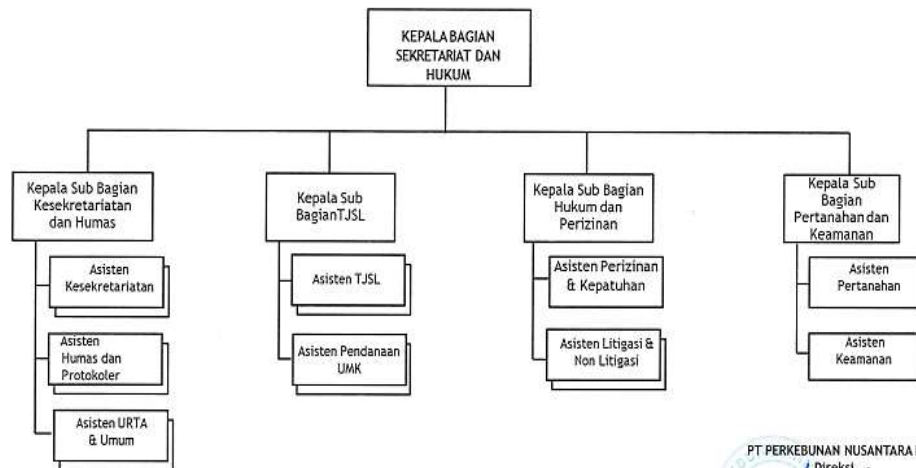 KEPALA BAGIAN
SEKRETARIAT DAN
HUKUM
Kepala Sub Bagian
Kesekretariatan
dan Humas
Kepala Sub
BagianTJSL
Kepala Sub Bagian
Hukum dan
Perizinan
Kepala Sub
Bagian
Pertanahan dan
Keamanan
Asisten
Kesekretariatan
Asisten TJSL
Asisten Perizinan
& Kepatuhan
Asisten
Pertanahan
Asisten
Humas dan
Protokoler
Asisten Pendanaan
UMK
Asisten Litigasi &
Non Litigasi
Asisten
Keamanan
Asisten URTA
& Umum
PT PERKEBUNAN NUSANTARA
Direksi